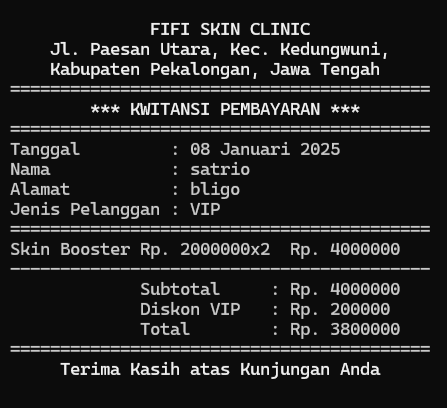 FIFI SKIN CLINIC
Jl. Paesan Utara, Kec. Kedungwuni,
Kabupaten Pekalongan, Jawa Tengah
==========================================
*** KWITANSI PEMBAYARAN ***
==========================================
Tanggal : 08 Januari 2025
Nama : satrio
Alamat : bligo
Jenis Pelanggan : VIP
==========================================
Skin Booster Rp. 2000000x2 Rp. 4000000
------------------------------------------
Subtotal : Rp. 4000000
Diskon VIP : Rp. 200000
Total : Rp. 3800000
==========================================
Terima Kasih atas Kunjungan Anda